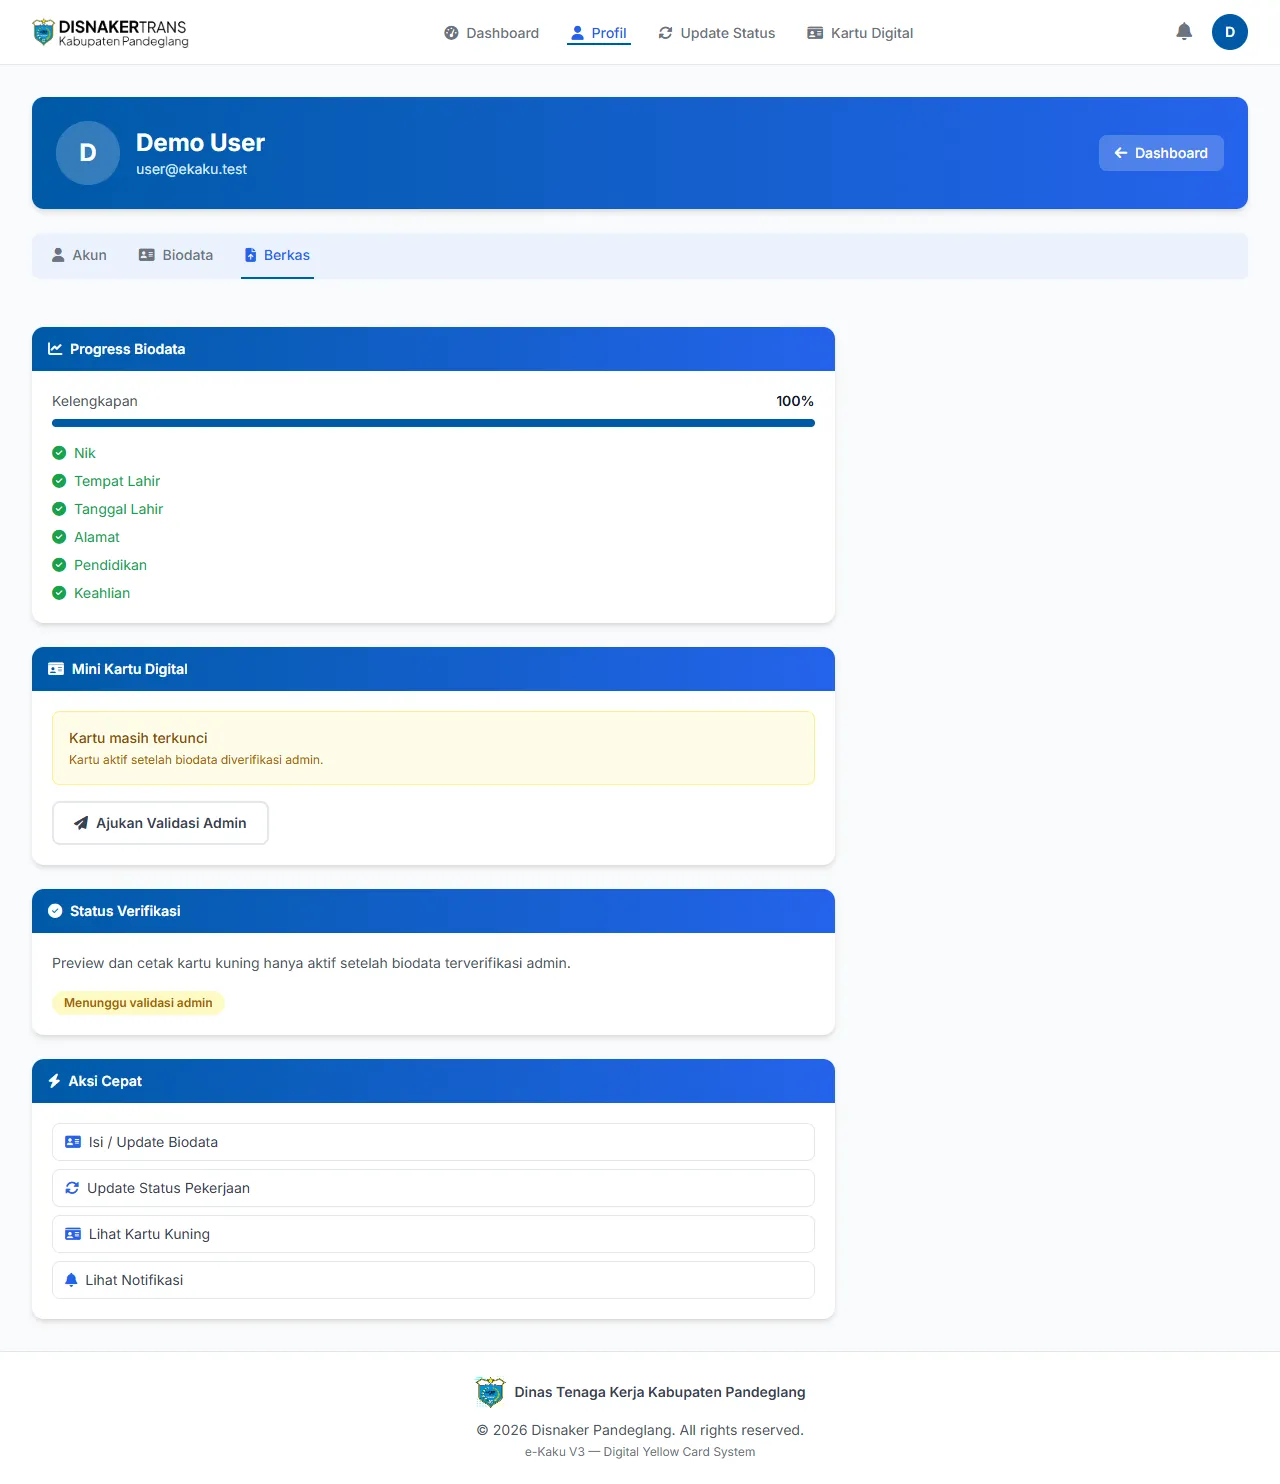 DISNAKERTRANS
Kabupaten Pandeglang
Dashboard
Profil
Update Status
Kartu Digital
D
D
Demo User
user@ekaku.test
Dashboard
Akun
Biodata
Berkas
Progress Biodata
Kelengkapan
100%
Nik
Tempat Lahir
Tanggal Lahir
Alamat
Pendidikan
Keahlian
Mini Kartu Digital
Kartu masih terkunci
Kartu aktif setelah biodata diverifikasi admin.
Ajukan Validasi Admin
Status Verifikasi
Preview dan cetak kartu kuning hanya aktif setelah biodata terverifikasi admin.
Menunggu validasi admin
Aksi Cepat
Isi / Update Biodata
Update Status Pekerjaan
Lihat Kartu Kuning
Lihat Notifikasi
Dinas Tenaga Kerja Kabupaten Pandeglang
© 2026 Disnaker Pandeglang. All rights reserved.
e-Kaku V3 — Digital Yellow Card System